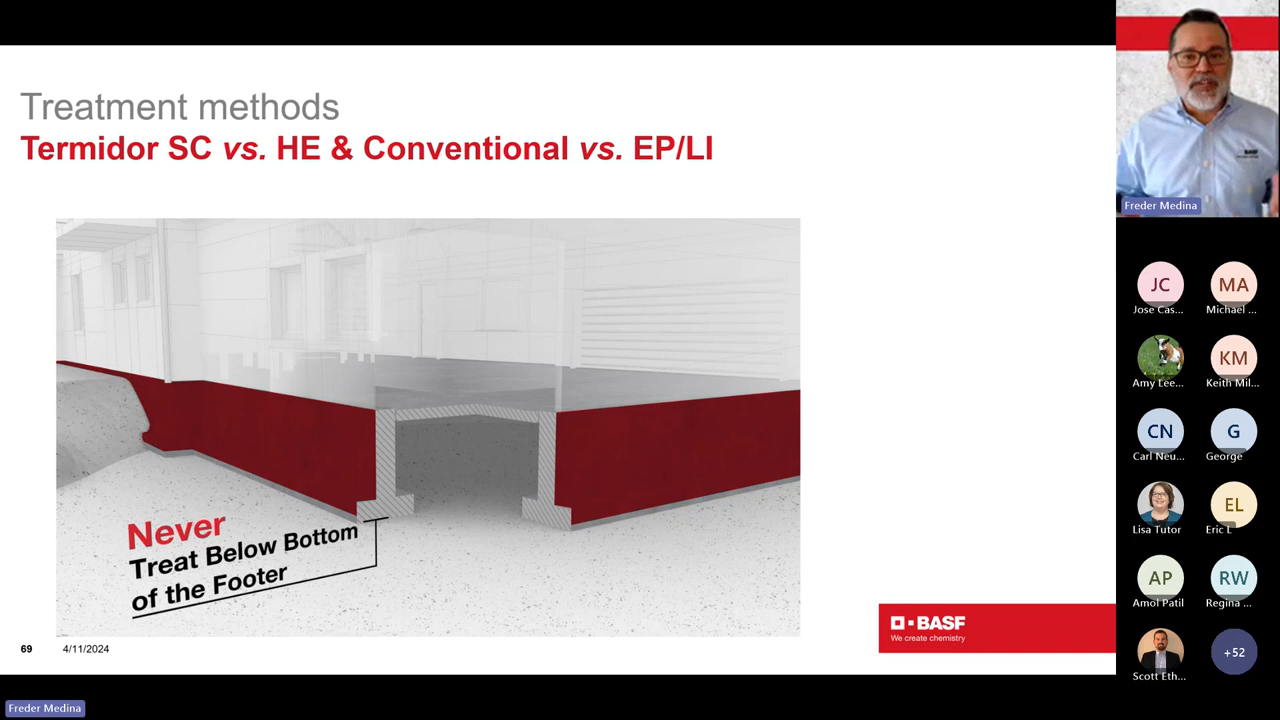 Treatment methods
Termidor SC vs. HE & Conventional vs. EP/LI
Never
Treat Below Bottom
of the Footer
69 4/11/2024
BASF
We create chemistry
Freder Medina
BASF
Freder Medina
JC MA
Jose Cas... Michael ...
KM
Amy Lee... Keith Mil...
CN G
Carl Neu... George
EL
Lisa Tutor Eric L
AP RW
Amol Patil Regina ...
+52
Scott Eth...